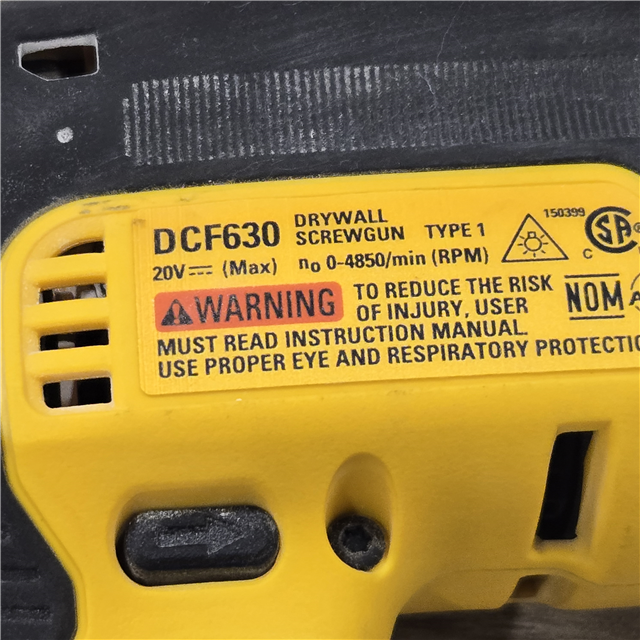 DCF630 DRYWALL SCREWGUN TYPE 1
150399
CSA ®
C
20V⎓ (Max) n₀ 0-4850/min (RPM)
⚠WARNING TO REDUCE THE RISK
OF INJURY, USER
NOM
MUST READ INSTRUCTION MANUAL.
USE PROPER EYE AND RESPIRATORY